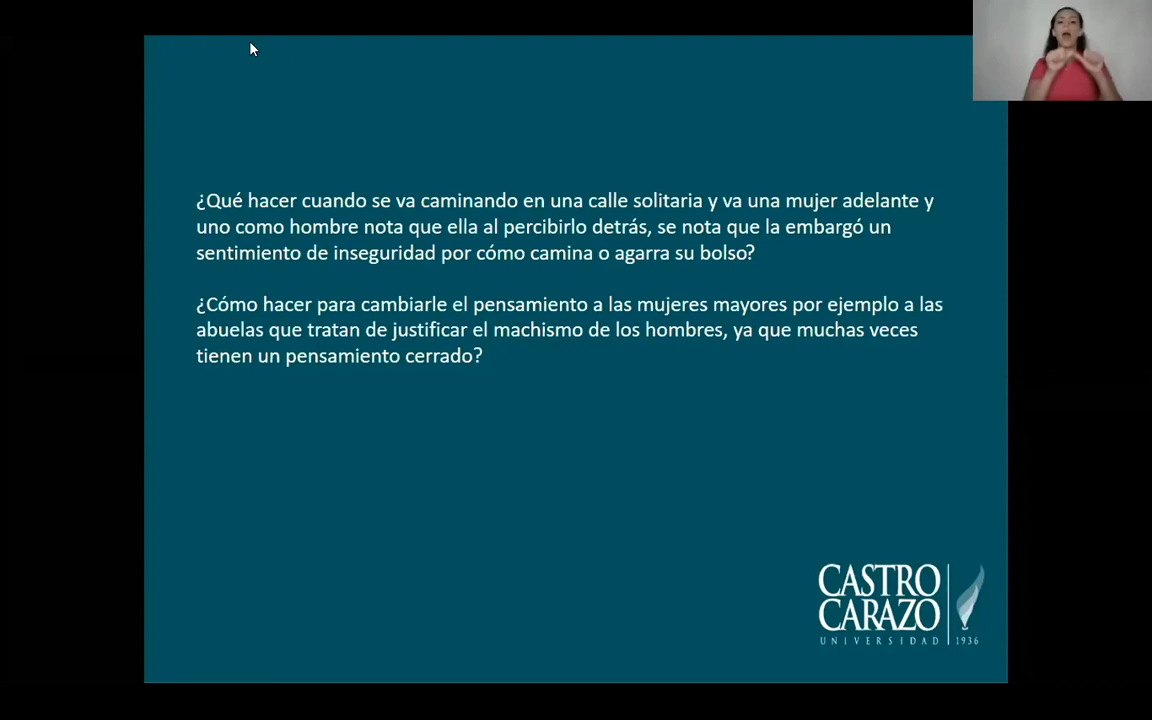 ¿Qué hacer cuando se va caminando en una calle solitaria y va una mujer adelante y
uno como hombre nota que ella al percibirlo detrás, se nota que la embargó un
sentimiento de inseguridad por cómo camina o agarra su bolso?
¿Cómo hacer para cambiarle el pensamiento a las mujeres mayores por ejemplo a las
abuelas que tratan de justificar el machismo de los hombres, ya que muchas veces
tienen un pensamiento cerrado?
CASTRO
CARAZO
UNIVERSIDAD 1936